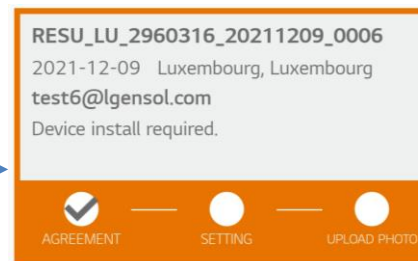 RESU_LU_2960316_20211209_0006
2021-12-09 Luxembourg, Luxembourg
test6@lgensol.com
Device install required.
AGREEMENT SETTING UPLOAD PHOTO